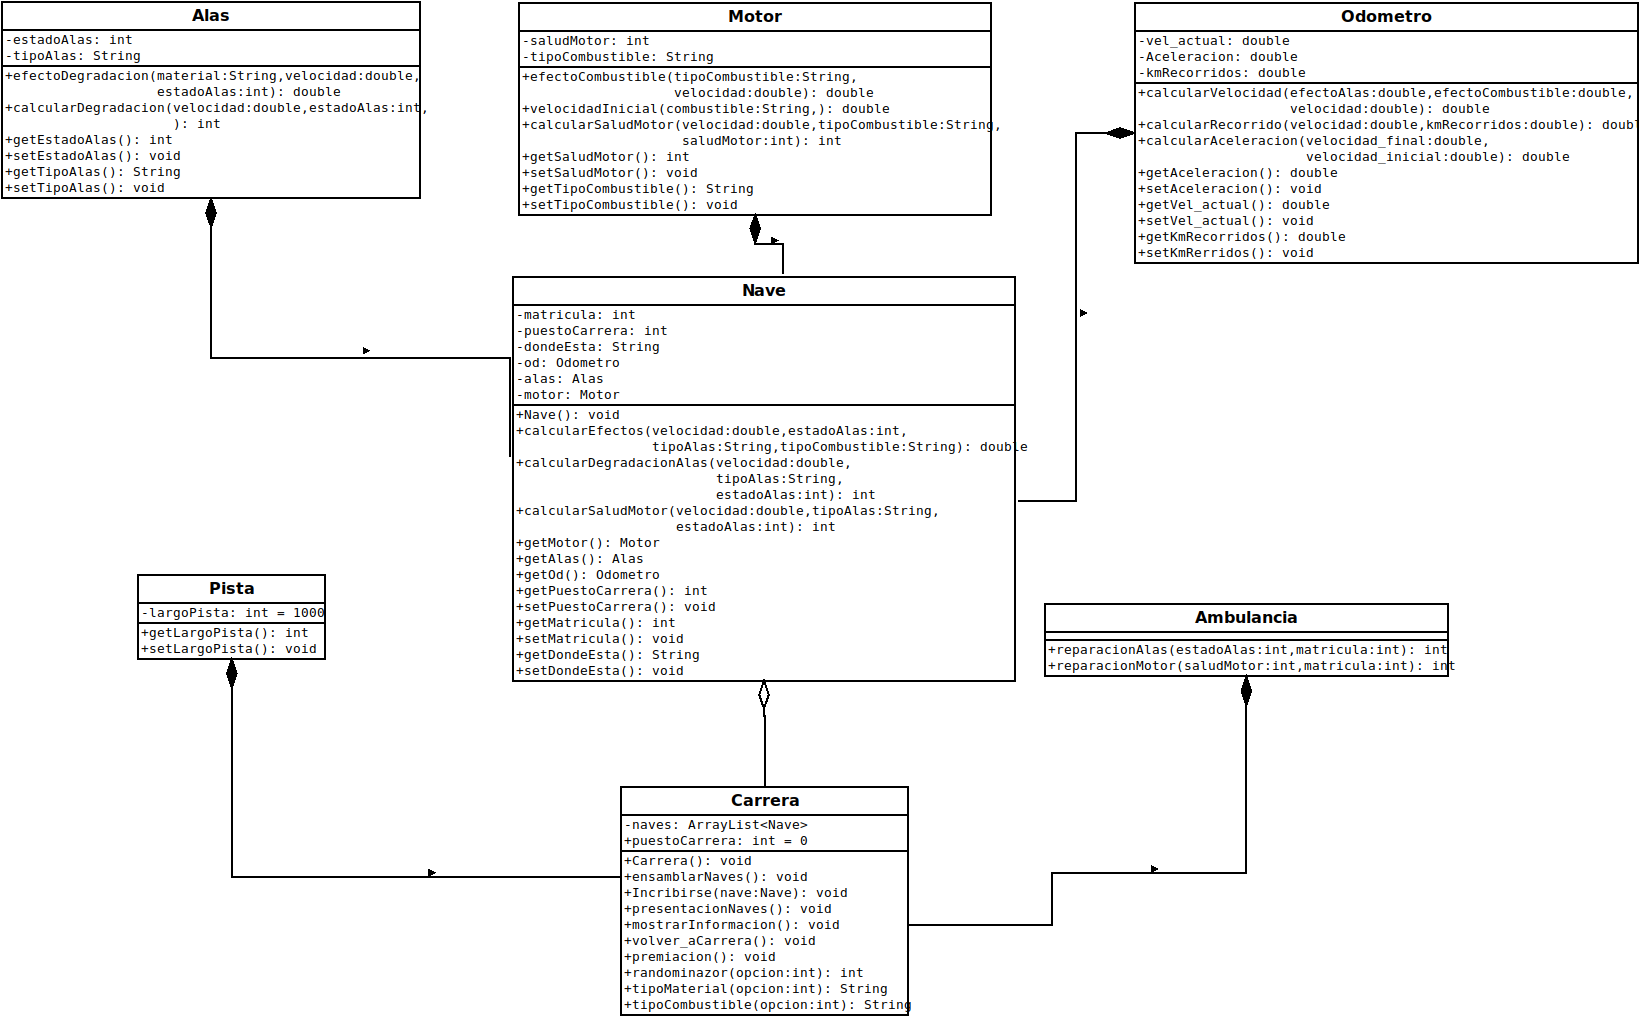 Alas
-estadoAlas: int
-tipoAlas: String
+efectoDegradacion(material:String,velocidad:double,
estadoAlas:int): double
+calcularDegradacion(velocidad:double,estadoAlas:int,
): int
+getEstadoAlas(): int
+setEstadoAlas(): void
+getTipoAlas(): String
+setTipoAlas(): void
Motor
-saludMotor: int
-tipoCombustible: String
+efectoCombustible(tipoCombustible:String,
velocidad:double): double
+velocidadInicial(combustible:String,): double
+calcularSaludMotor(velocidad:double,tipoCombustible:String,
saludMotor:int): int
+getSaludMotor(): int
+setSaludMotor(): void
+getTipoCombustible(): String
+setTipoCombustible(): void
Odometro
-vel_actual: double
-Aceleracion: double
-kmRecorridos: double
+calcularVelocidad(efectoAlas:double,efectoCombustible:double,
velocidad:double): double
+calcularRecorrido(velocidad:double,kmRecorridos:double): doubl
+calcularAceleracion(velocidad_final:double,
velocidad_inicial:double): double
+getAceleracion(): double
+setAceleracion(): void
+getVel_actual(): double
+setVel_actual(): void
+getKmRecorridos(): double
+setKmRerridos(): void
Nave
-matricula: int
-puestoCarrera: int
-dondeEsta: String
-od: Odometro
-alas: Alas
-motor: Motor
+Nave(): void
+calcularEfectos(velocidad:double,estadoAlas:int,
tipoAlas:String,tipoCombustible:String): double
+calcularDegradacionAlas(velocidad:double,
tipoAlas:String,
estadoAlas:int): int
+calcularSaludMotor(velocidad:double,tipoAlas:String,
estadoAlas:int): int
+getMotor(): Motor
+getAlas(): Alas
+getOd(): Odometro
+getPuestoCarrera(): int
+setPuestoCarrera(): void
+getMatricula(): int
+setMatricula(): void
+getDondeEsta(): String
+setDondeEsta(): void
Pista
-largoPista: int = 1000
+getLargoPista(): int
+setLargoPista(): void
Ambulancia
+reparacionAlas(estadoAlas:int,matricula:int): int
+reparacionMotor(saludMotor:int,matricula:int): int
Carrera
-naves: ArrayList<Nave>
+puestoCarrera: int = 0
+Carrera(): void
+ensamblarNaves(): void
+Incribirse(nave:Nave): void
+presentacionNaves(): void
+mostrarInformacion(): void
+volver_aCarrera(): void
+premiacion(): void
+randominazor(opcion:int): int
+tipoMaterial(opcion:int): String
+tipoCombustible(opcion:int): String